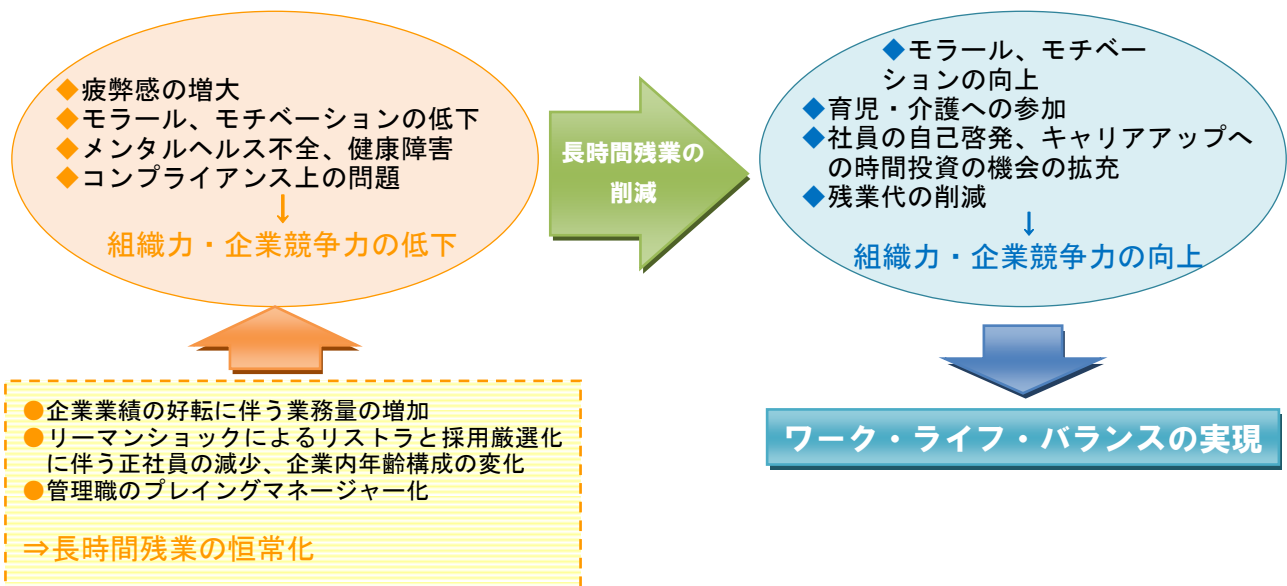 ◆疲弊感の増大
◆モラール、モチベーションの低下
◆メンタルヘルス不全、健康障害
◆コンプライアンス上の問題
↓
組織力・企業競争力の低下
長時間残業の
削減
◆モラール、モチベー
ションの向上
◆育児・介護への参加
◆社員の自己啓発、キャリアアップへ
の時間投資の機会の拡充
◆残業代の削減
↓
組織力・企業競争力の向上
●企業業績の好転に伴う業務量の増加
●リーマンショックによるリストラと採用厳選化
に伴う正社員の減少、企業内年齢構成の変化
●管理職のプレイングマネージャー化
⇒長時間残業の恒常化
ワーク・ライフ・バランスの実現